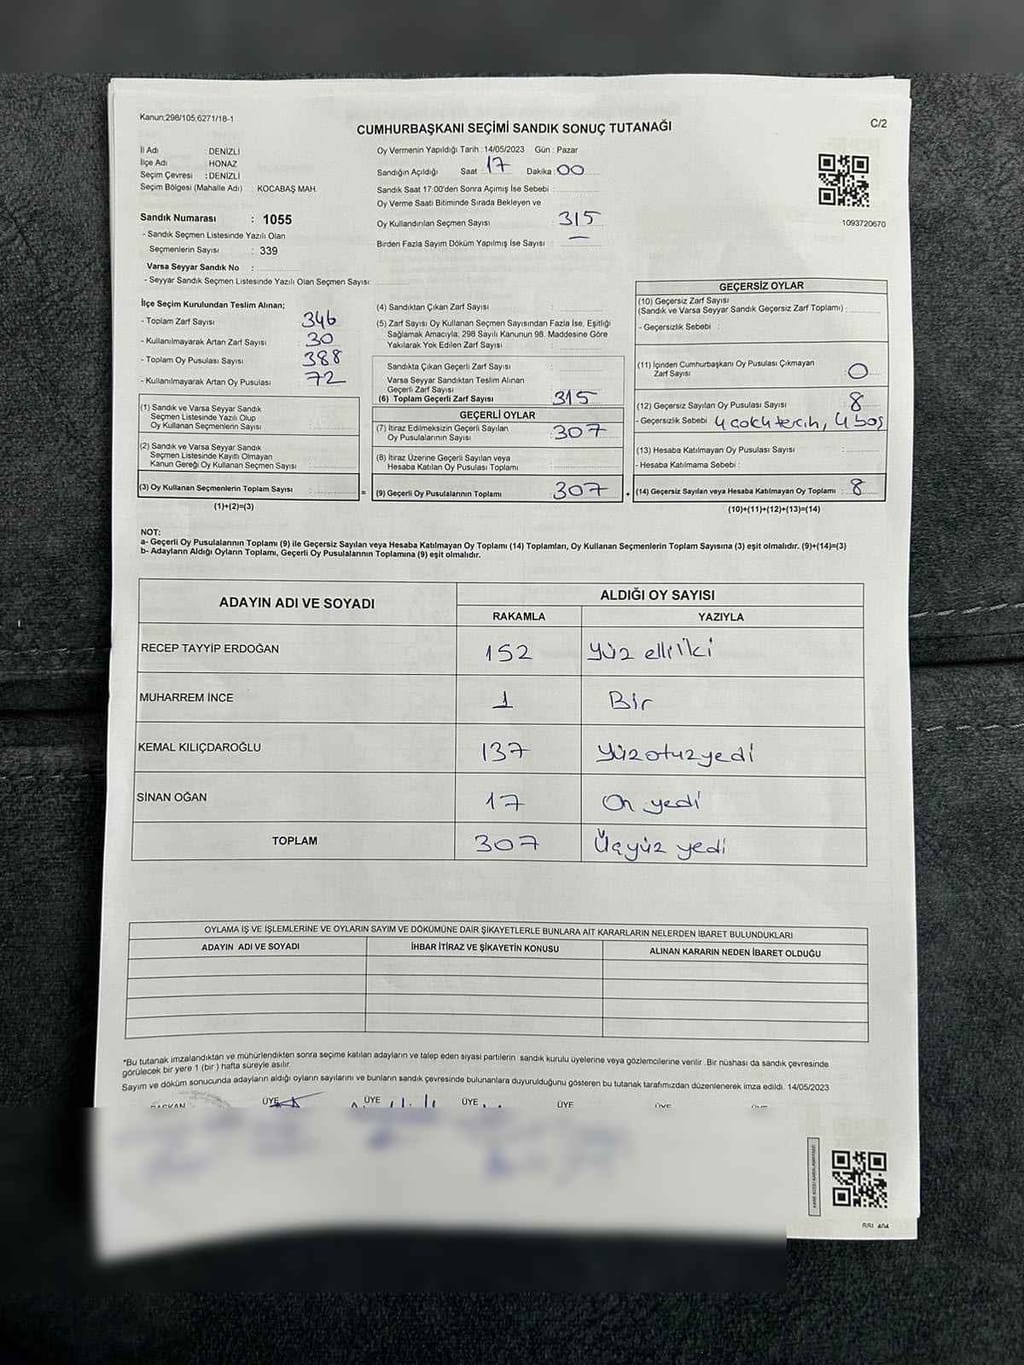 Kanun;298/105,6271/18-1
CUMHURBAŞKANI SEÇİMİ SANDIK SONUÇ TUTANAĞI
C/2
İl Adı : DENİZLİ
İlçe Adı : HONAZ
Seçim Çevresi : DENİZLİ
Seçim Bölgesi (Mahalle Adı) : KOCABAŞ MAH.
Sandık Numarası : 1055
- Sandık Seçmen Listesinde Yazılı Olan
Seçmenlerin Sayısı : 339
Varsa Seyyar Sandık No :
- Seyyar Sandık Seçmen Listesinde Yazılı Olan Seçmen Sayısı :
Oy Vermenin Yapıldığı Tarih : 14/05/2023 Gün : Pazar
Sandığın Açıldığı Saat : 17 Dakika : 00
Sandık Saat 17:00'den Sonra Açımış İse Sebebi :
Oy Verme Saati Bitiminde Sırada Bekleyen ve
Oy Kullandırılan Seçmen Sayısı : 315
Birden Fazla Sayım Döküm Yapılmış İse Sayısı : —
1093720670
İlçe Seçim Kurulundan Teslim Alınan;
- Toplam Zarf Sayısı : 346
- Kullanılmayarak Artan Zarf Sayısı : 30
- Toplam Oy Pusulası Sayısı : 388
- Kullanılmayarak Artan Oy Pusulası : 72
(1) Sandık ve Varsa Seyyar Sandık
Seçmen Listesinde Yazılı Olup
Oy Kullanan Seçmenlerin Sayısı :
(2) Sandık ve Varsa Seyyar Sandık
Seçmen Listesinde Kayıtlı Olmayan
Kanun Gereği Oy Kullanan Seçmen Sayısı :
(3) Oy Kullanan Seçmenlerin Toplam Sayısı :
(1)+(2)=(3)
(4) Sandıktan Çıkan Zarf Sayısı :
(5) Zarf Sayısı Oy Kullanan Seçmen Sayısından Fazla İse, Eşitliği
Sağlamak Amacıyla; 298 Sayılı Kanunun 98. Maddesine Göre
Yakılarak Yok Edilen Zarf Sayısı :
Sandıkta Çıkan Geçerli Zarf Sayısı :
Varsa Seyyar Sandıktan Teslim Alınan
Geçerli Zarf Sayısı :
(6) Toplam Geçerli Zarf Sayısı : 315
GEÇERLİ OYLAR
(7) İtiraz Edilmeksizin Geçerli Sayılan
Oy Pusulalarının Sayısı : 307
(8) İtiraz Üzerine Geçerli Sayılan veya
Hesaba Katılan Oy Pusulası Toplamı :
= (9) Geçerli Oy Pusulalarının Toplamı : 307
GEÇERSİZ OYLAR
(10) Geçersiz Zarf Sayısı
(Sandık ve Varsa Seyyar Sandık Geçersiz Zarf Toplamı) :
- Geçersizlik Sebebi :
(11) İçinden Cumhurbaşkanı Oy Pusulası Çıkmayan
Zarf Sayısı : 0
(12) Geçersiz Sayılan Oy Pusulası Sayısı : 8
- Geçersizlik Sebebi : 4 coklu tercih, 4 boş
(13) Hesaba Katılmayan Oy Pusulası Sayısı :
- Hesaba Katılmama Sebebi :
(14) Geçersiz Sayılan veya Hesaba Katılmayan Oy Toplamı : 8
(10)+(11)+(12)+(13)=(14)
NOT:
a- Geçerli Oy Pusulalarının Toplamı (9) ile Geçersiz Sayılan veya Hesaba Katılmayan Oy Toplamı (14) Toplamları, Oy Kullanan Seçmenlerin Toplam Sayısına (3) eşit olmalıdır. (9)+(14)=(3)
b- Adayların Aldığı Oyların Toplamı, Geçerli Oy Pusulalarının Toplamına (9) eşit olmalıdır.
ADAYIN ADI VE SOYADI
ALDIĞI OY SAYISI
RAKAMLA YAZIYLA
RECEP TAYYİP ERDOĞAN 152 Yüz elli iki
MUHARREM İNCE 1 Bir
KEMAL KILIÇDAROĞLU 137 Yüzotuzyedi
SİNAN OĞAN 17 On yedi
TOPLAM 307 Üçyüz yedi
OYLAMA İŞ VE İŞLEMLERİNE VE OYLARIN SAYIM VE DÖKÜMÜNE DAİR ŞİKAYETLERLE BUNLARA AİT KARARLARIN NELERDEN İBARET BULUNDUKLARI
ADAYIN ADI VE SOYADI İHBAR İTİRAZ VE ŞİKAYETİN KONUSU ALINAN KARARIN NEDEN İBARET OLDUĞU
*Bu tutanak imzalandıktan ve mühürlendikten sonra seçime katılan adayların ve talep eden siyasi partilerin sandık kurulu üyelerine veya gözlemcilerine verilir. Bir nüshası da sandık çevresinde
görülecek bir yere 1 (bir) hafta süreyle asılır.
Sayım ve döküm sonucunda adayların aldığı oyların sayılarını ve bunların sandık çevresinde bulunanlara duyurulduğunu gösteren bu tutanak tarafımızdan düzenlenerek imza edildi. 14/05/2023
BAŞKAN ÜYE ÜYE ÜYE ÜYE ÜYE ÜYE